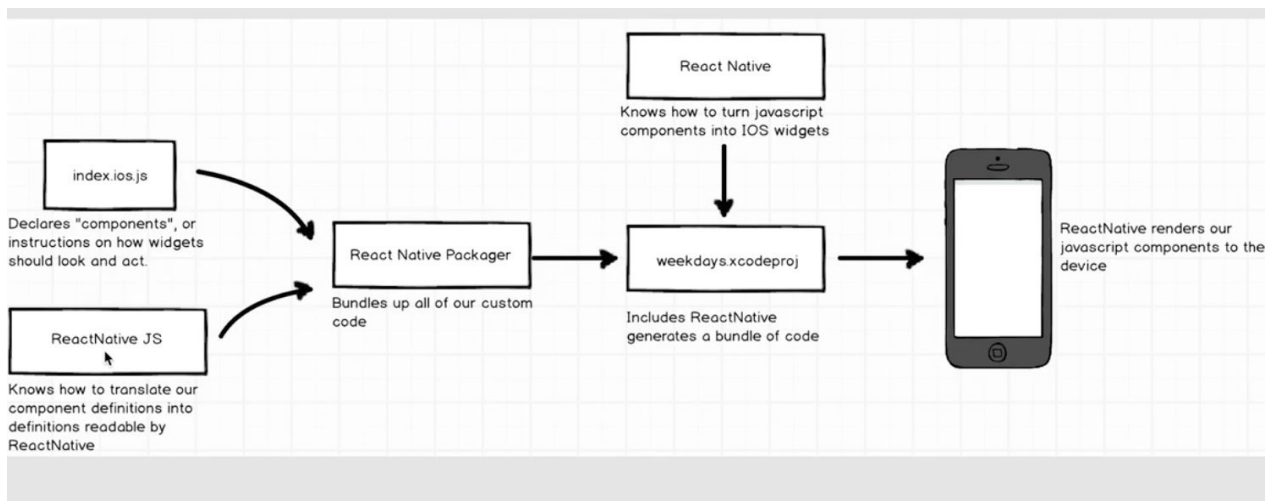 React Native
Knows how to turn javascript
components into IOS widgets
index.ios.js
Declares "components", or
instructions on how widgets
should look and act.
React Native Packager
Bundles up all of our custom
code
weekdays.xcodeproj
Includes ReactNative
generates a bundle of code
ReactNative renders our
javascript components to the
device
ReactNative JS
Knows how to translate our
component definitions into
definitions readable by
ReactNative